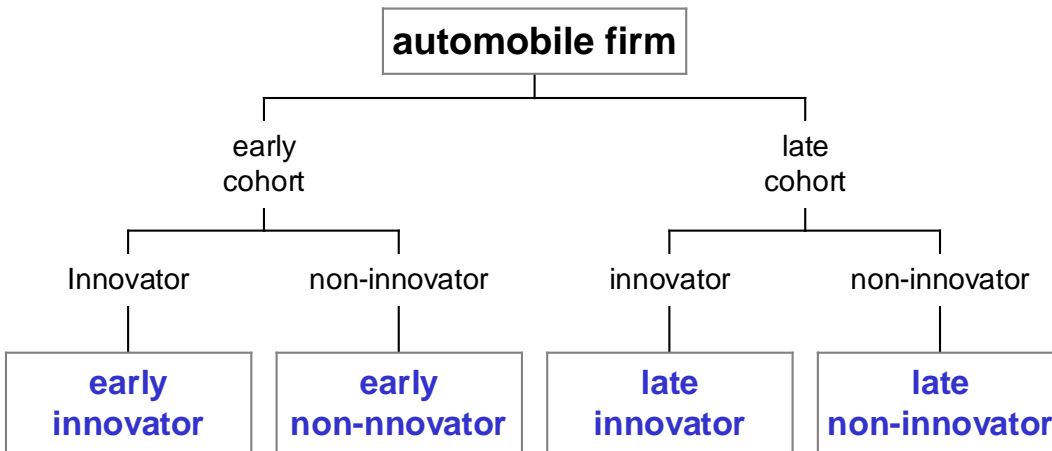 automobile firm
early
cohort
late
cohort
Innovator
non-innovator
innovator
non-innovator
early
innovator
early
non-nnovator
late
innovator
late
non-innovator